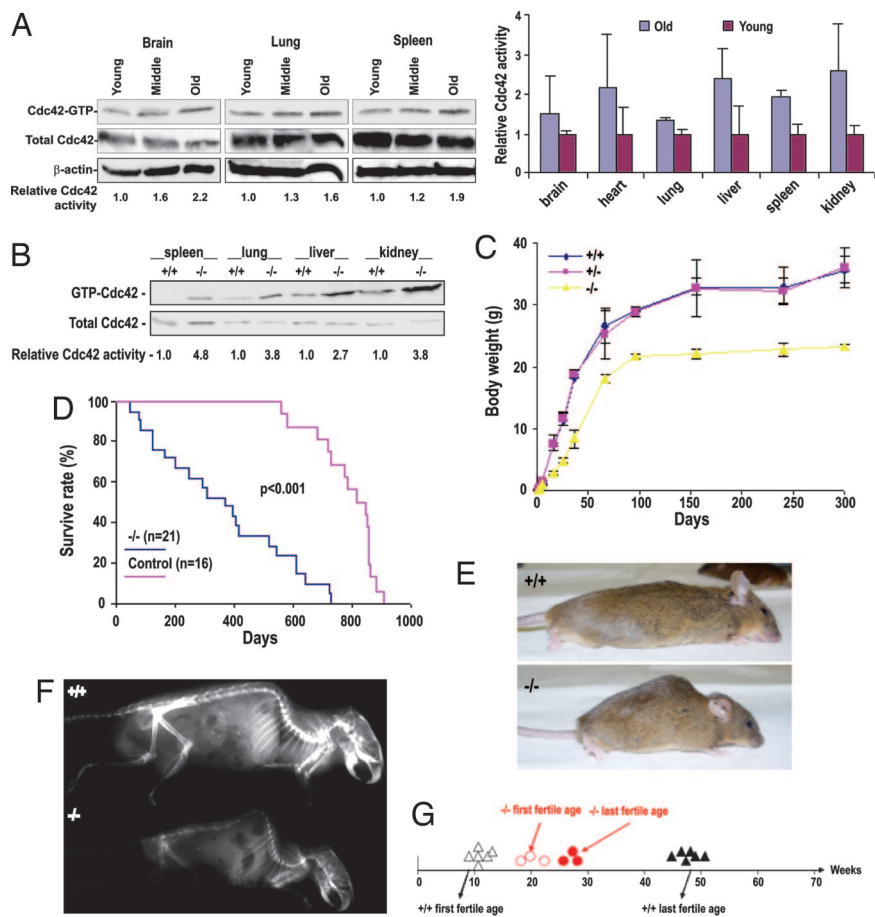 A
Brain
Lung
Spleen
Young
Middle
Old
Young
Middle
Old
Young
Middle
Old
Cdc42-GTP-
Total Cdc42-
β-actin-
Relative Cdc42
activity
1.0 1.6 2.2 1.0 1.3 1.6 1.0 1.2 1.9
Relative Cdc42 activity
Old
Young
4
3
2
1
0
brain
heart
lung
liver
spleen
kidney
B
__spleen__ __lung__ __liver__ __kidney__
+/+ -/- +/+ -/- +/+ -/- +/+ -/-
GTP-Cdc42 -
Total Cdc42 -
Relative Cdc42 activity - 1.0 4.8 1.0 3.8 1.0 2.7 1.0 3.8
C
Body weight (g)
40
30
20
10
0
+/+
+/-
-/-
0 50 100 150 200 250 300
Days
D
Survive rate (%)
100
80
60
40
20
0
p<0.001
-/- (n=21)
Control (n=16)
0 200 400 600 800 1000
Days
E
+/+
-/-
F
+/+
-/-
G
-/- first fertile age
-/- last fertile age
Weeks
0 10 20 30 40 50 60 70
+/+ first fertile age
+/+ last fertile age